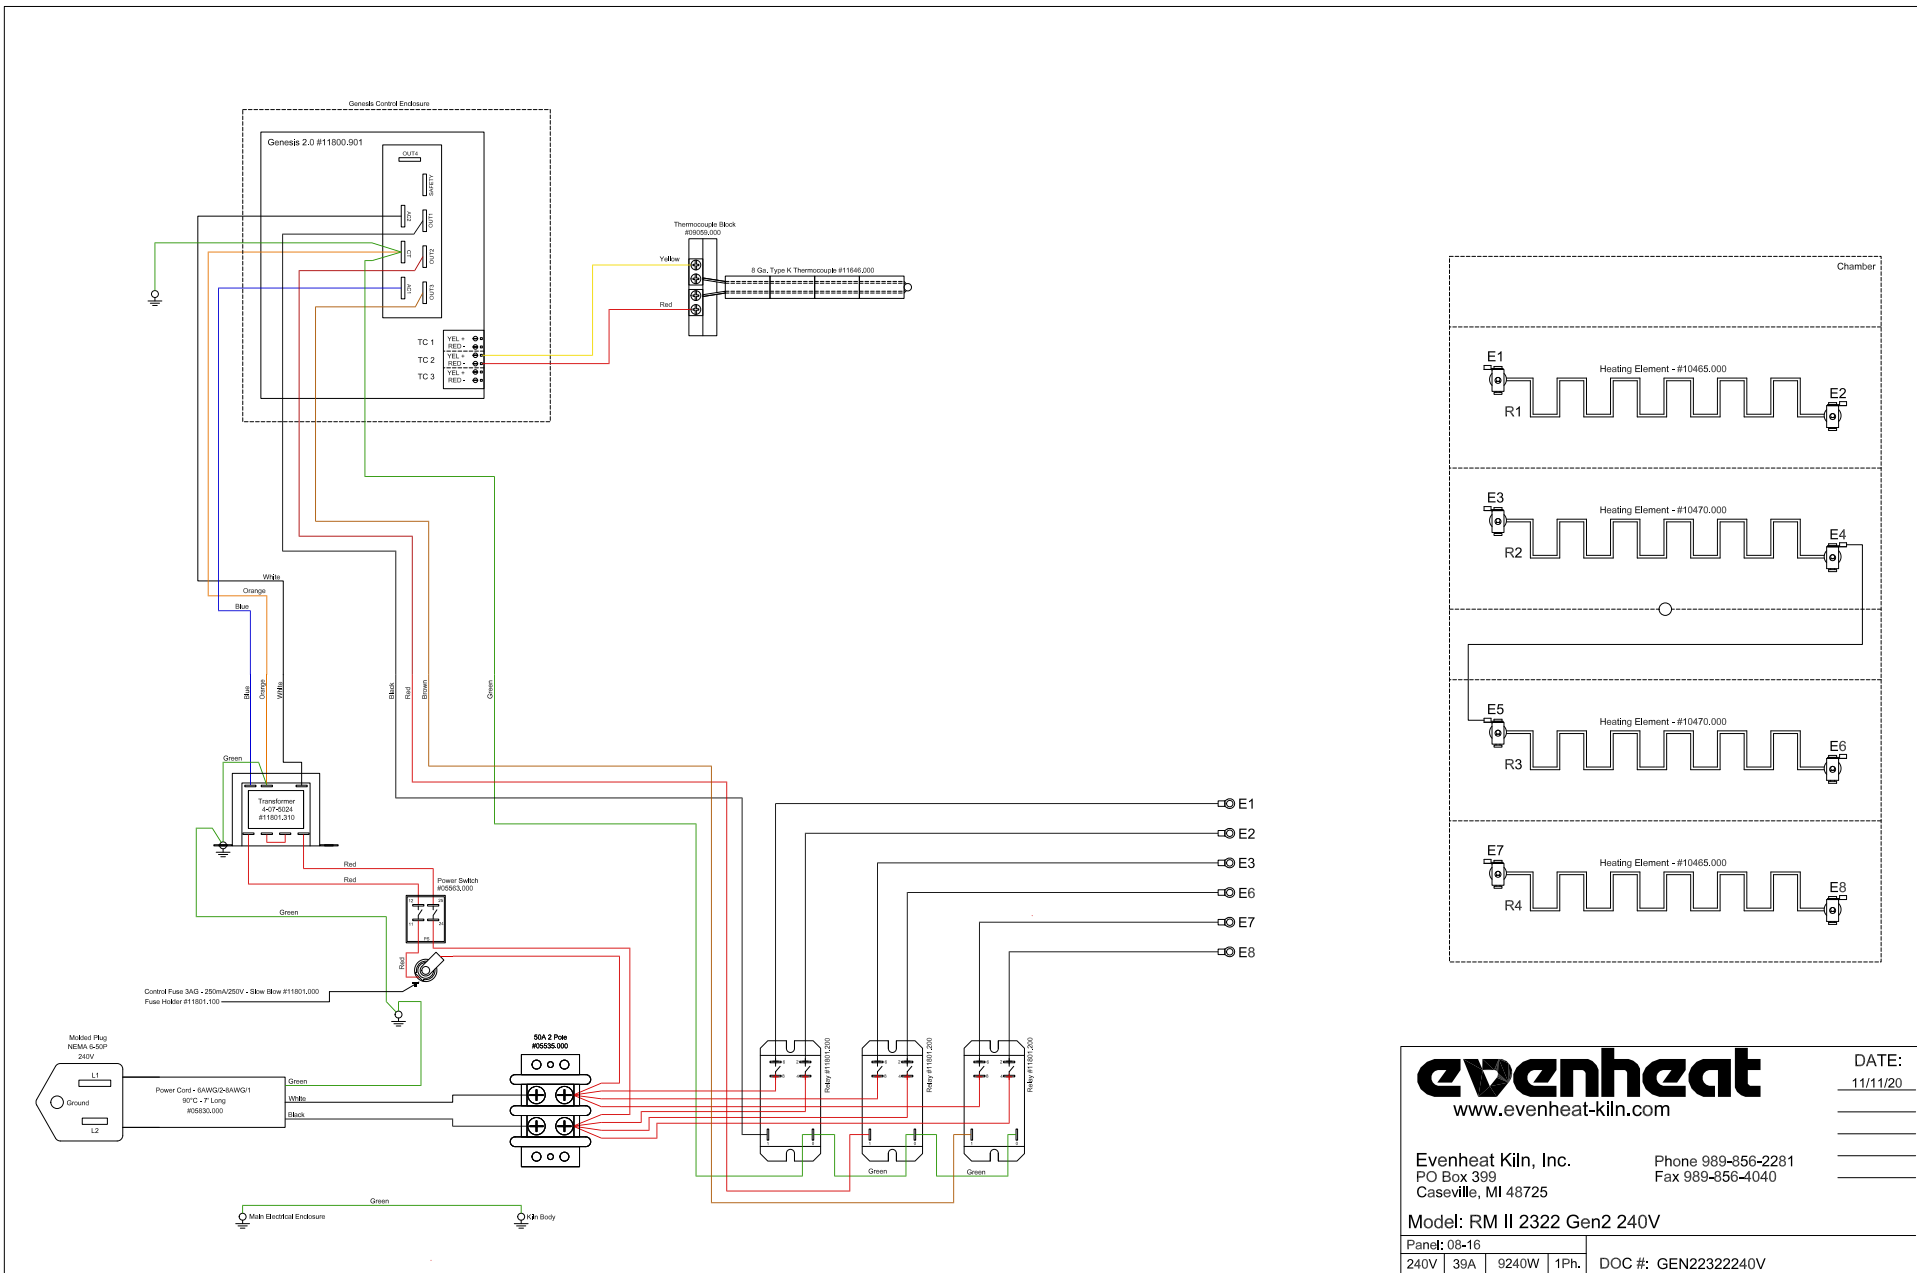 Genesis Control Enclosure
Genesis 2.0 #11800.901
OUT4
SAFETY
AC2
OUT1
CT
OUT2
AC1
OUT3
TC 1
YEL +
RED -
TC 2
YEL +
RED -
TC 3
YEL +
RED -
Thermocouple Block
#09059.000
Yellow
Red
8 Ga. Type K Thermocouple #11646.000
White
Orange
Blue
Blue
Orange
White
Black
Red
Brown
Green
Green
Transformer
4-07-5024
#11801.310
Red
Red
Green
Power Switch
#05563.000
Red
Control Fuse 3AG - 250mA/250V - Slow Blow #11801.000
Fuse Holder #11801.100
Molded Plug
NEMA 6-50P
240V
L1
Ground
L2
Power Cord - 6AWG/2-8AWG/1
90°C - 7' Long
#05830.000
Green
White
Black
50A 2 Pole
#05535.000
Relay #11801.200
Relay #11801.200
Relay #11801.200
Green
Green
E1
E2
E3
E6
E7
E8
Green
Main Electrical Enclosure
Kiln Body
Chamber
E1
Heating Element - #10465.000
E2
R1
E3
Heating Element - #10470.000
E4
R2
E5
Heating Element - #10470.000
E6
R3
E7
Heating Element - #10465.000
E8
R4
evenheat
www.evenheat-kiln.com
DATE:
11/11/20
Evenheat Kiln, Inc.
PO Box 399
Caseville, MI 48725
Phone 989-856-2281
Fax 989-856-4040
Model: RM II 2322 Gen2 240V
Panel: 08-16
240V 39A 9240W 1Ph.
DOC #: GEN22322240V